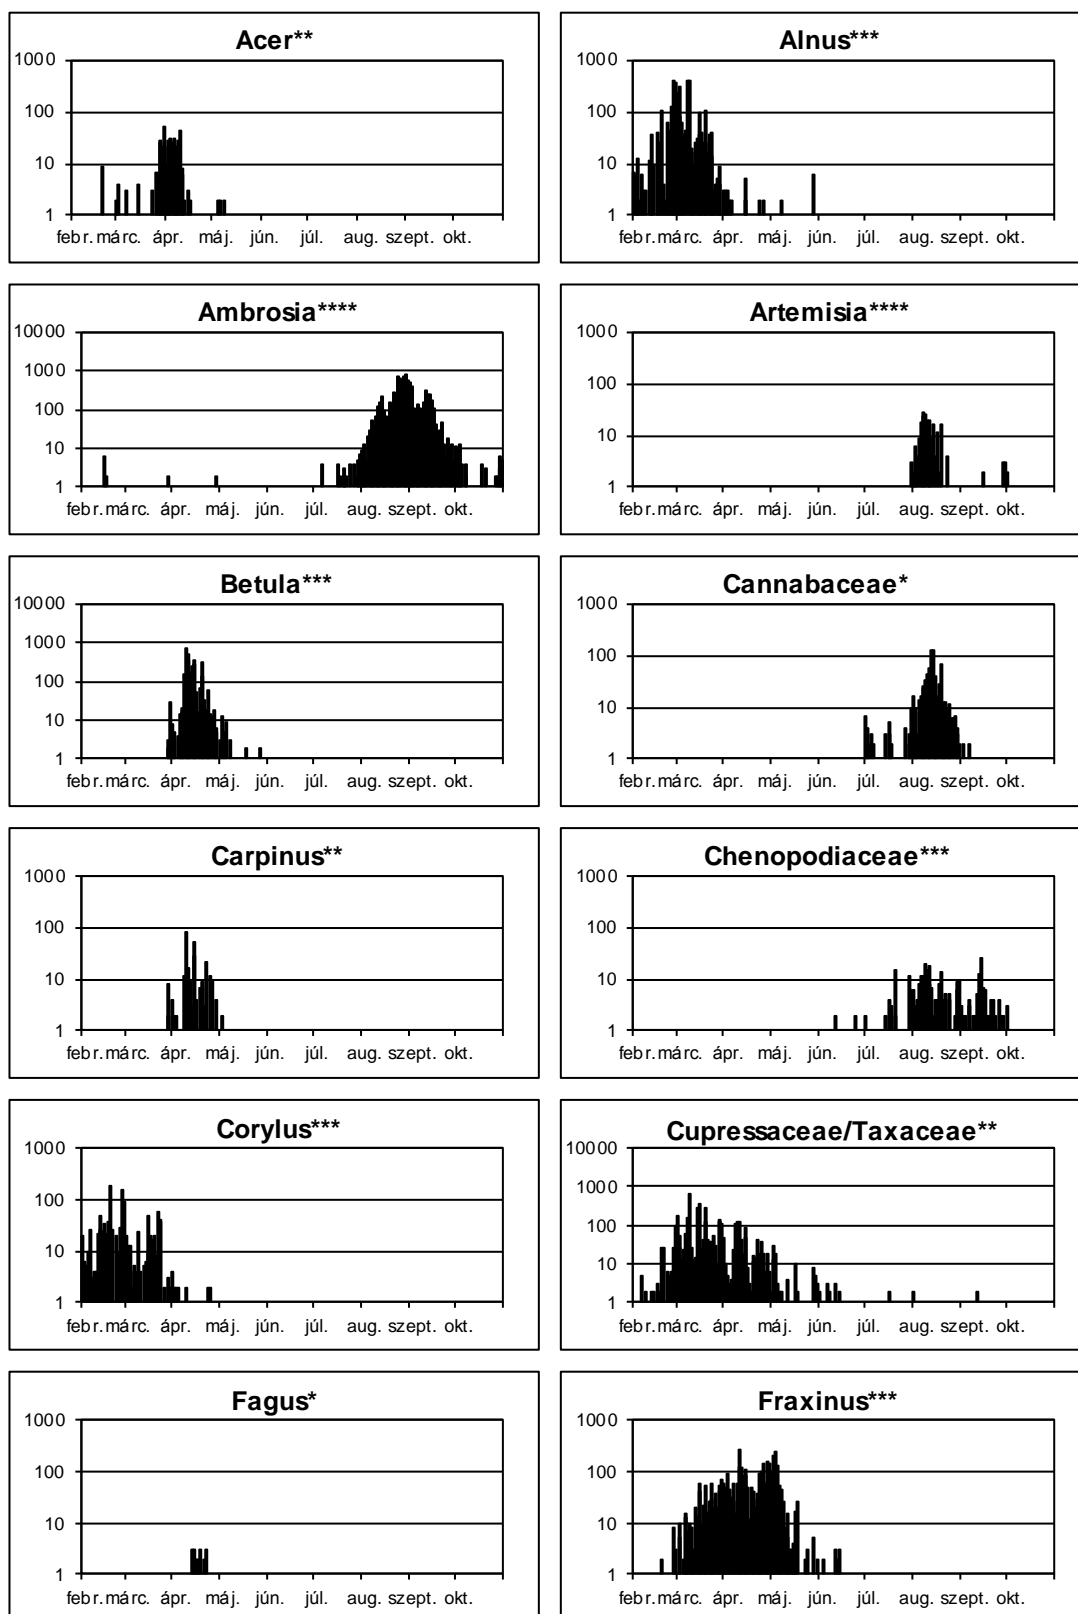 Acer**
1000
100
10
1
febr. márc. ápr. máj. jún. júl. aug. szept. okt.
Alnus***
1000
100
10
1
febr. márc. ápr. máj. jún. júl. aug. szept. okt.
Ambrosia****
10000
1000
100
10
1
febr. márc. ápr. máj. jún. júl. aug. szept. okt.
Artemisia****
1000
100
10
1
febr. márc. ápr. máj. jún. júl. aug. szept. okt.
Betula***
10000
1000
100
10
1
febr. márc. ápr. máj. jún. júl. aug. szept. okt.
Cannabaceae*
1000
100
10
1
febr. márc. ápr. máj. jún. júl. aug. szept. okt.
Carpinus**
1000
100
10
1
febr. márc. ápr. máj. jún. júl. aug. szept. okt.
Chenopodiaceae***
1000
100
10
1
febr. márc. ápr. máj. jún. júl. aug. szept. okt.
Corylus***
1000
100
10
1
febr. márc. ápr. máj. jún. júl. aug. szept. okt.
Cupressaceae/Taxaceae**
10000
1000
100
10
1
febr. márc. ápr. máj. jún. júl. aug. szept. okt.
Fagus*
1000
100
10
1
febr. márc. ápr. máj. jún. júl. aug. szept. okt.
Fraxinus***
1000
100
10
1
febr. márc. ápr. máj. jún. júl. aug. szept. okt.